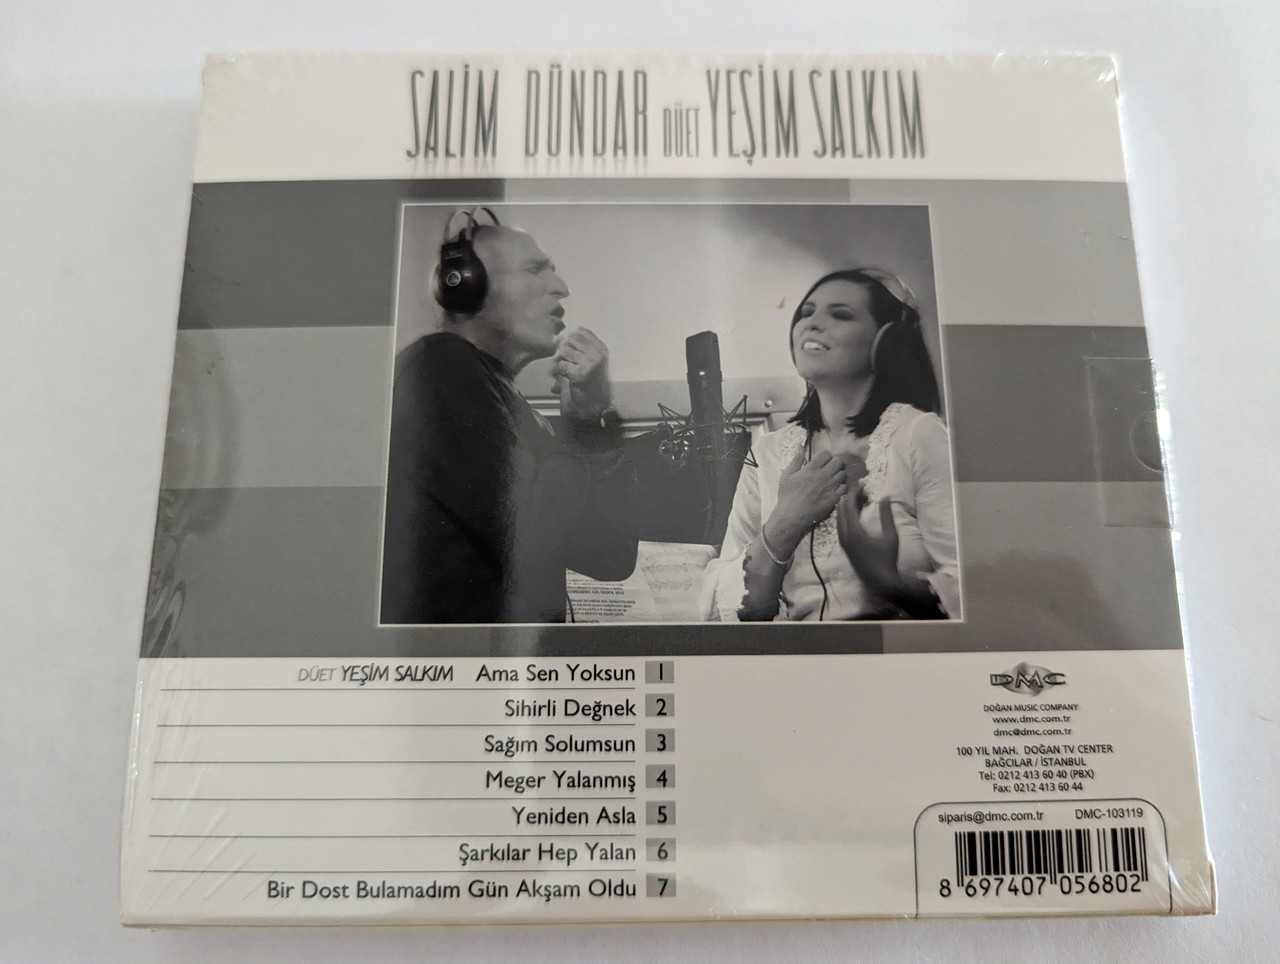 SALİM DÜNDAR DÜET YEŞİM SALKIM
DÜET YEŞİM SALKIM Ama Sen Yoksun 1
Sihirli Değnek 2
Sağım Solumsun 3
Meger Yalanmış 4
Yeniden Asla 5
Şarkılar Hep Yalan 6
Bir Dost Bulamadım Gün Akşam Oldu 7
DMC
DOĞAN MUSIC COMPANY
www.dmc.com.tr
dmc@dmc.com.tr
100 YIL MAH. DOĞAN TV CENTER
BAĞCILAR / İSTANBUL
Tel: 0212 413 60 40 (PBX)
Fax: 0212 413 60 44
siparis@dmc.com.tr DMC-103119
8 697407 056802